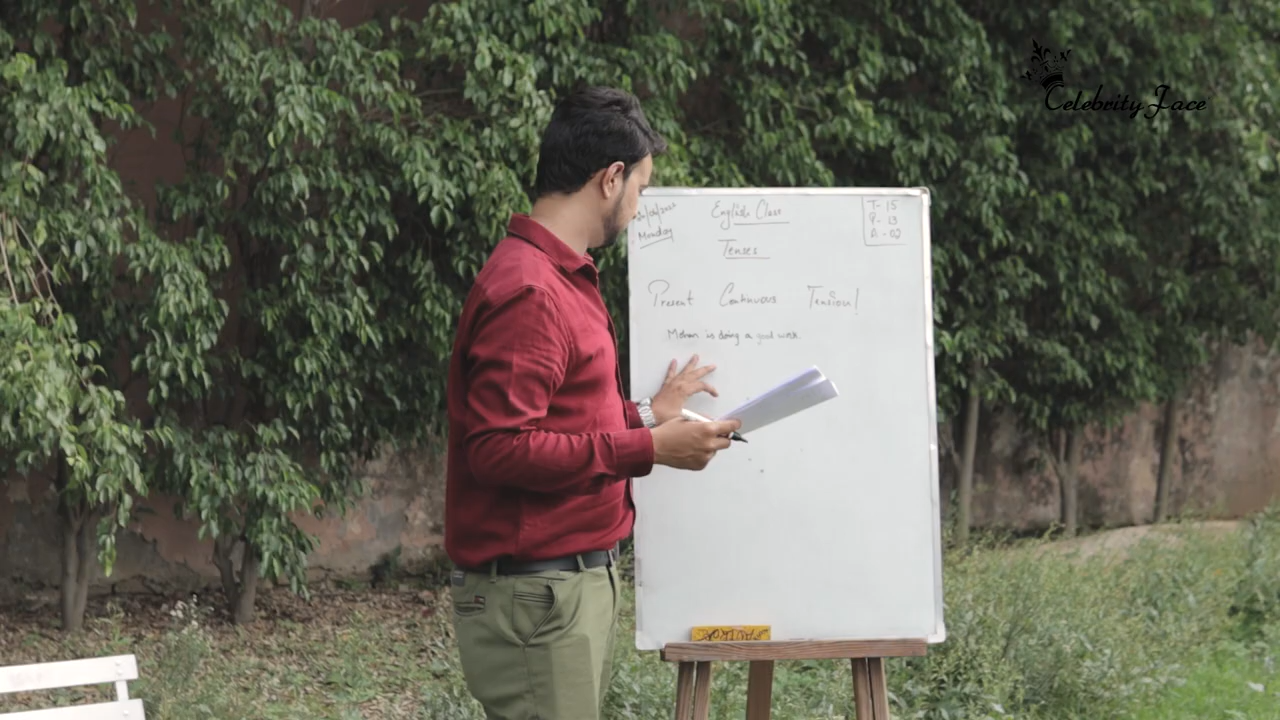 Celebrity Face
Monday
English Class
T- 15
P- 13
A - 02
Tenses
Present Continuous Tension!
Mohan is doing a good work.